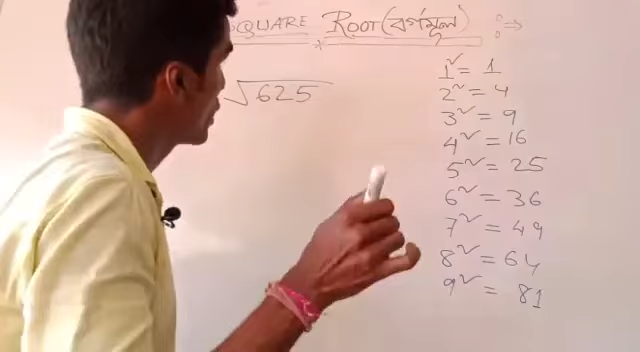 SQUARE ROOT (বর্গমূল) :⇒
√625
1² = 1
2² = 4
3² = 9
4² = 16
5² = 25
6² = 36
7² = 49
8² = 64
9² = 81